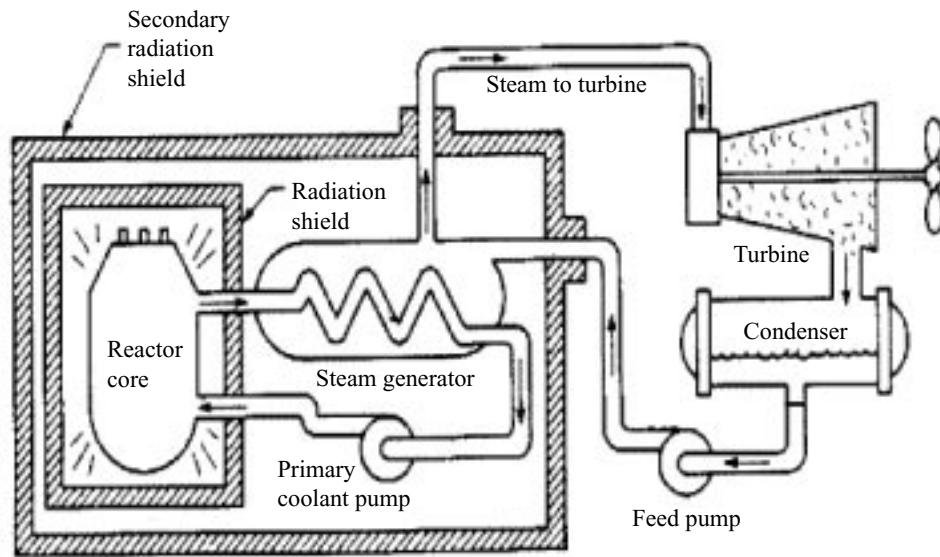 Secondary
radiation
shield
Steam to turbine
Radiation
shield
Turbine
Reactor
core
Condenser
Steam generator
Primary
coolant pump
Feed pump